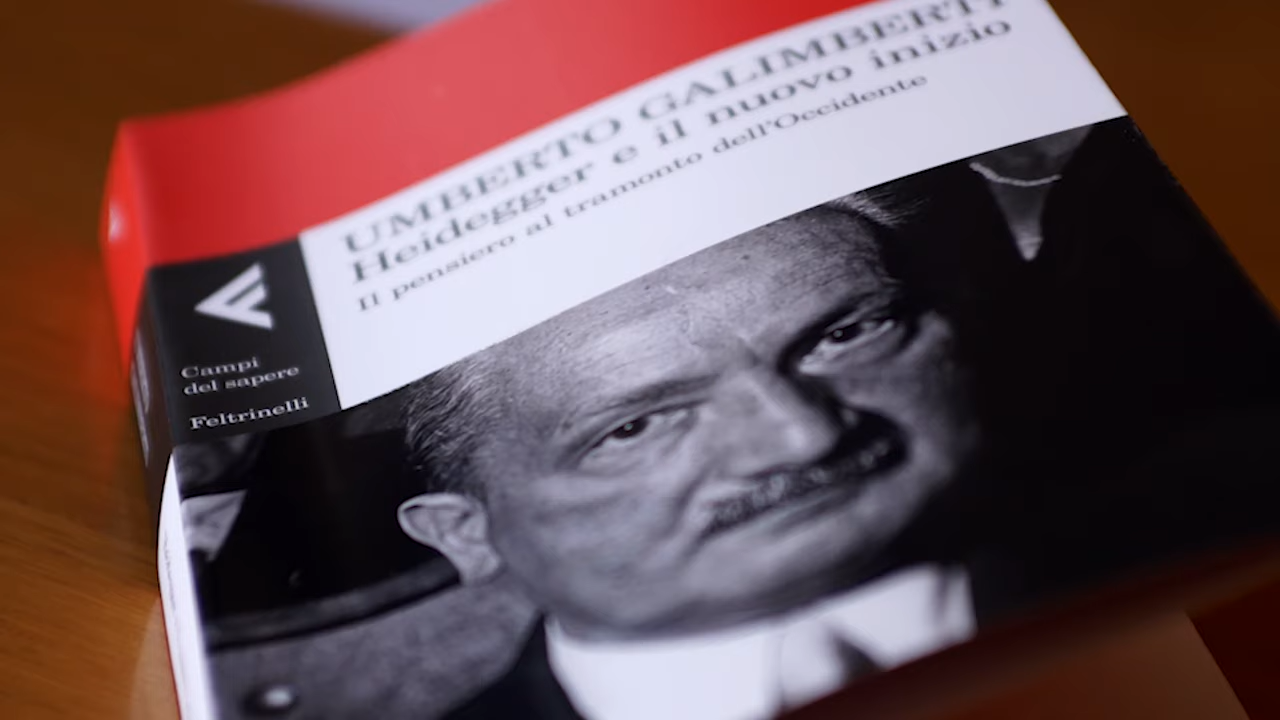 UMBERTO GALIMBERTI
Heidegger e il nuovo inizio
Il pensiero al tramonto dell'Occidente
Campi
del sapere
Feltrinelli